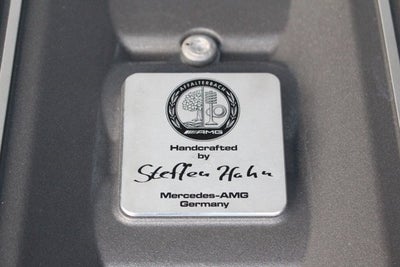 AFFALTERBACH
AMG
Handcrafted
by
Steffen Hahn
Mercedes-AMG
Germany